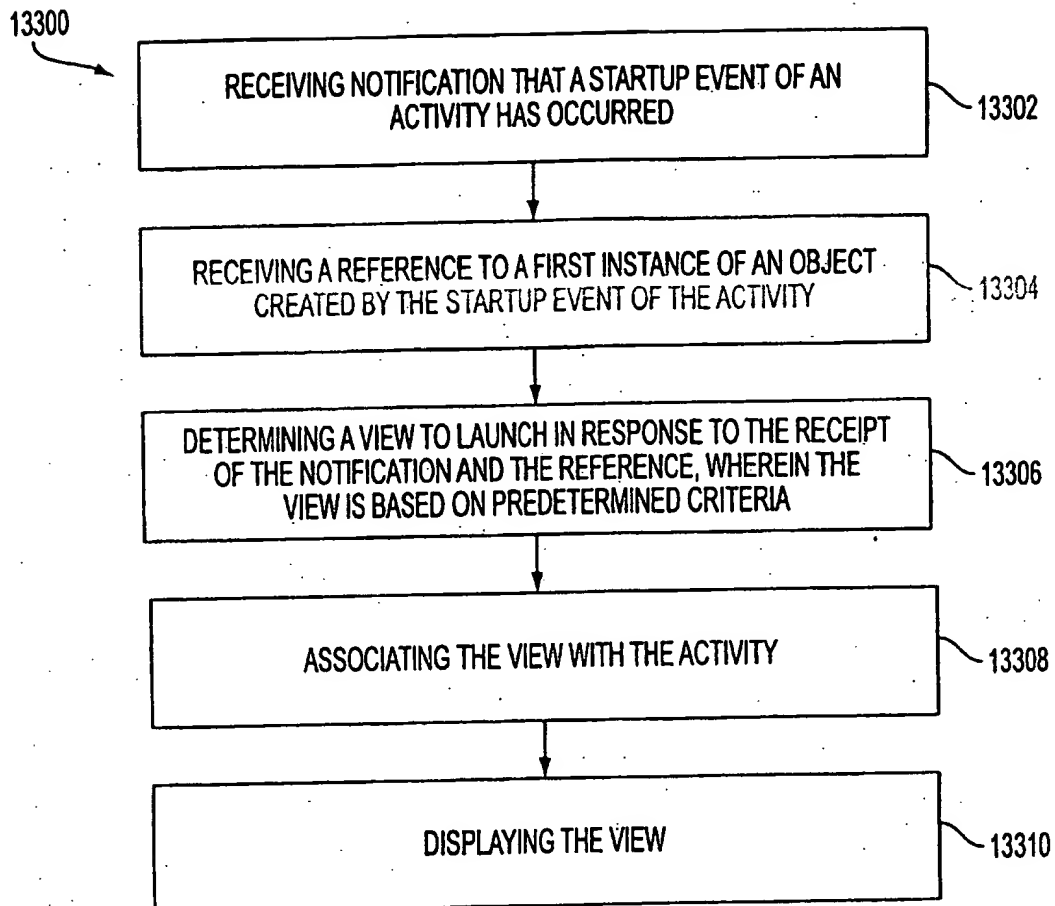 13300
RECEIVING NOTIFICATION THAT A STARTUP EVENT OF AN
ACTIVITY HAS OCCURRED
13302
RECEIVING A REFERENCE TO A FIRST INSTANCE OF AN OBJECT
CREATED BY THE STARTUP EVENT OF THE ACTIVITY
13304
DETERMINING A VIEW TO LAUNCH IN RESPONSE TO THE RECEIPT
OF THE NOTIFICATION AND THE REFERENCE, WHEREIN THE
VIEW IS BASED ON PREDETERMINED CRITERIA
13306
ASSOCIATING THE VIEW WITH THE ACTIVITY
13308
DISPLAYING THE VIEW
13310